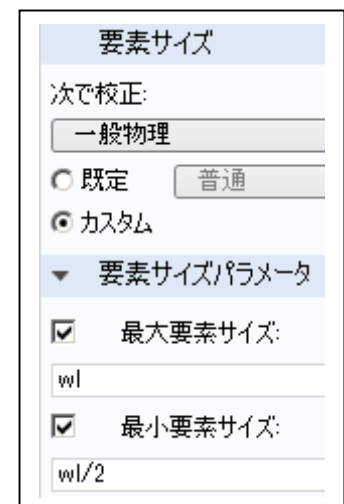 要素サイズ
次で校正:
一般物理
既定 普通
カスタム
要素サイズパラメータ
最大要素サイズ:
wl
最小要素サイズ:
wl/2